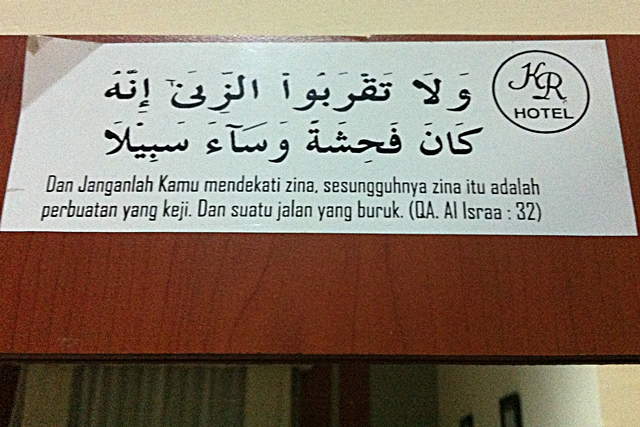 وَلَا تَقْرَبُوا۟ الزِّنَىٰٓ إِنَّهُ
كَانَ فَـٰحِشَةً وَسَآءَ سَبِيْلًا
KR
HOTEL
Dan Janganlah Kamu mendekati zina, sesungguhnya zina itu adalah
perbuatan yang keji. Dan suatu jalan yang buruk. (QA. Al Israa : 32)